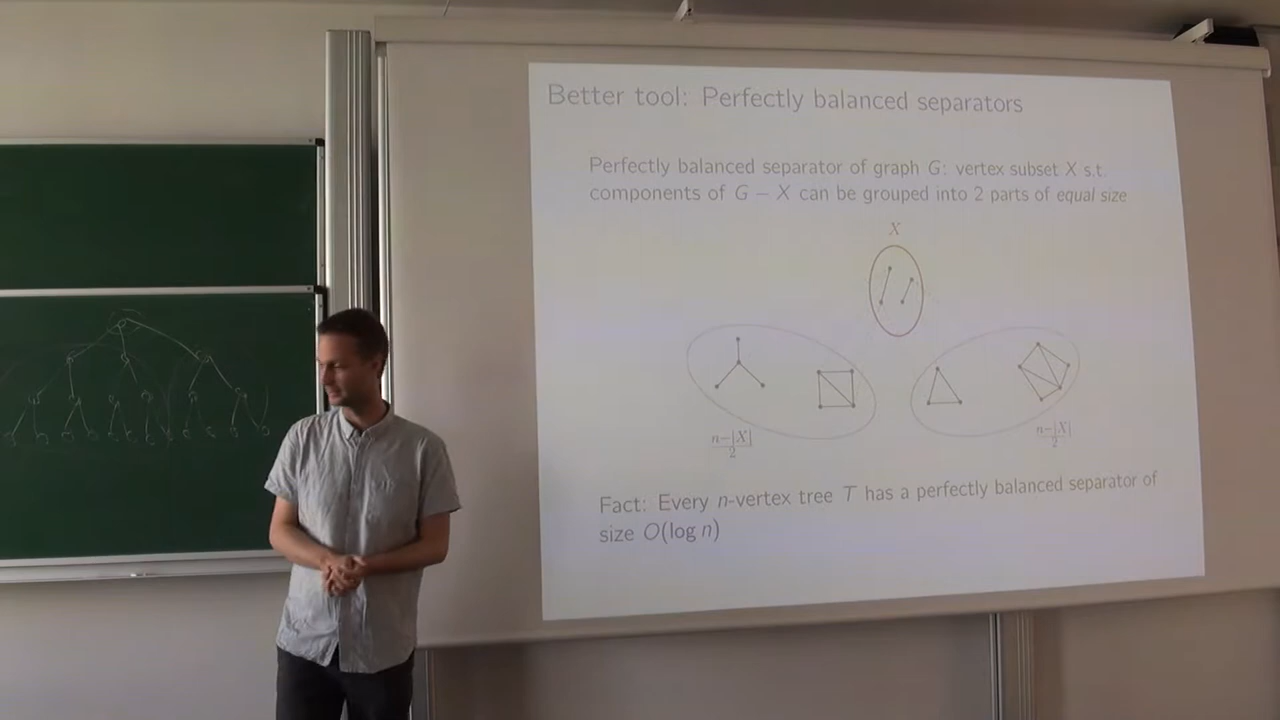 Better tool: Perfectly balanced separators
Perfectly balanced separator of graph G: vertex subset X s.t.
components of G − X can be grouped into 2 parts of equal size
X
n−|X|
2
n−|X|
2
Fact: Every n-vertex tree T has a perfectly balanced separator of
size O(log n)